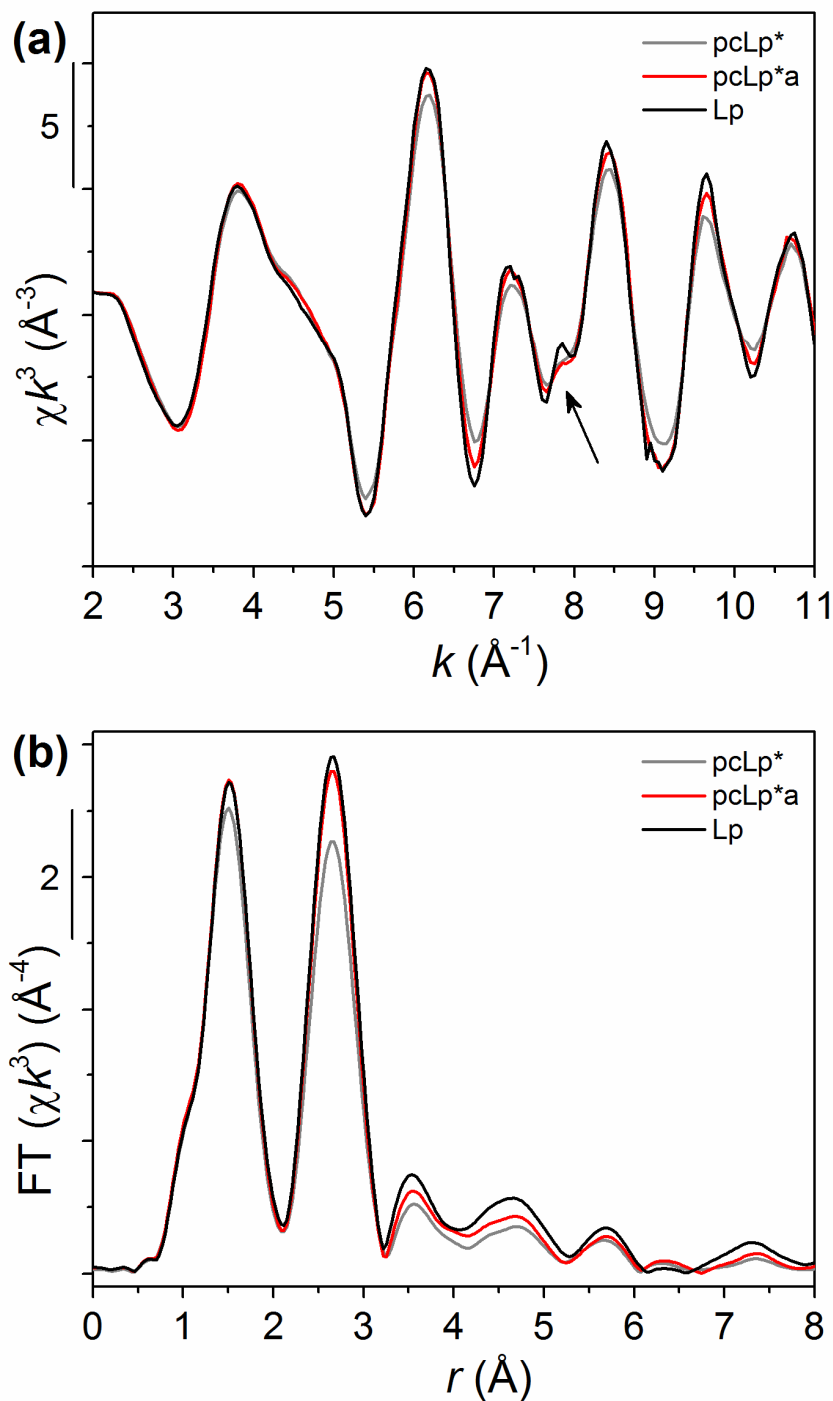 (a)
pcLp*
pcLp*a
Lp
5
χk³ (Å⁻³)
2 3 4 5 6 7 8 9 10 11
k (Å⁻¹)
(b)
pcLp*
pcLp*a
Lp
2
FT (χk³) (Å⁻⁴)
0 1 2 3 4 5 6 7 8
r (Å)